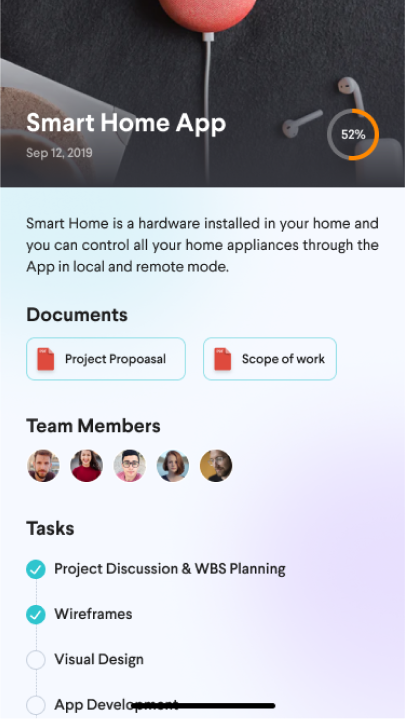 Smart Home App
Sep 12, 2019
52%
Smart Home is a hardware installed in your home and
you can control all your home appliances through the
App in local and remote mode.
Documents
Project Propoasal
Scope of work
Team Members
Tasks
Project Discussion & WBS Planning
Wireframes
Visual Design
App Development